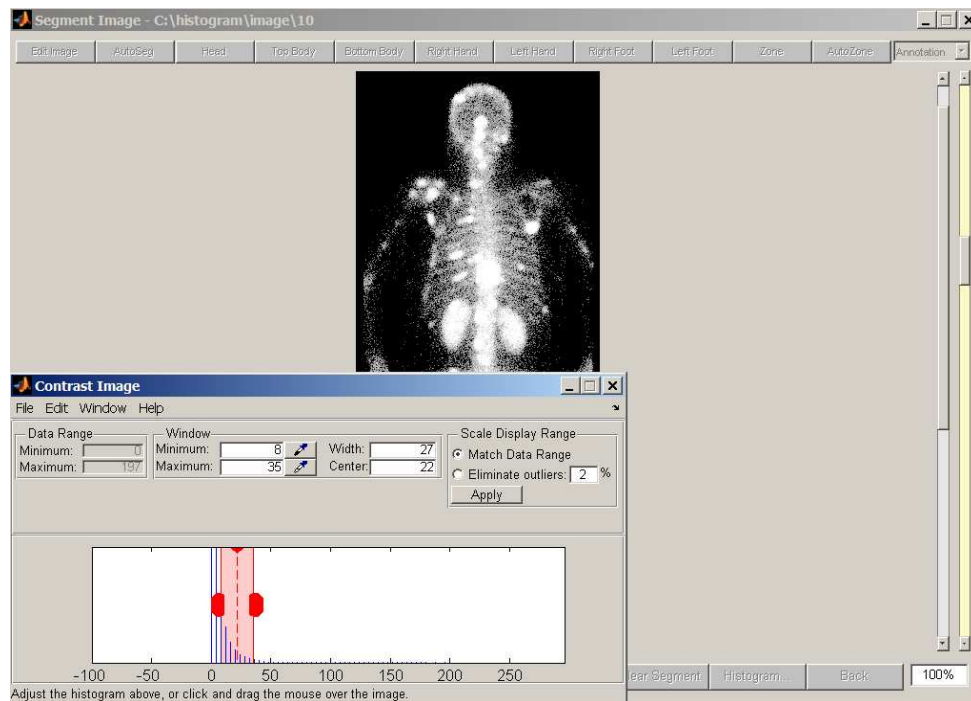 Segment Image - C:\histogram\image\10
Edit Image AutoSeg Head Top Body Bottom Body Right Hand Left Hand Right Foot Left Foot Zone AutoZone Annotation
Contrast Image
File Edit Window Help
Data Range Window Scale Display Range
Minimum: 0 Minimum: 8 Width: 27 Match Data Range
Maximum: 197 Maximum: 35 Center: 22 Eliminate outliers: 2 %
Apply
-100 -50 0 50 100 150 200 250
lear Segment Histogram... Back 100%
Adjust the histogram above, or click and drag the mouse over the image.